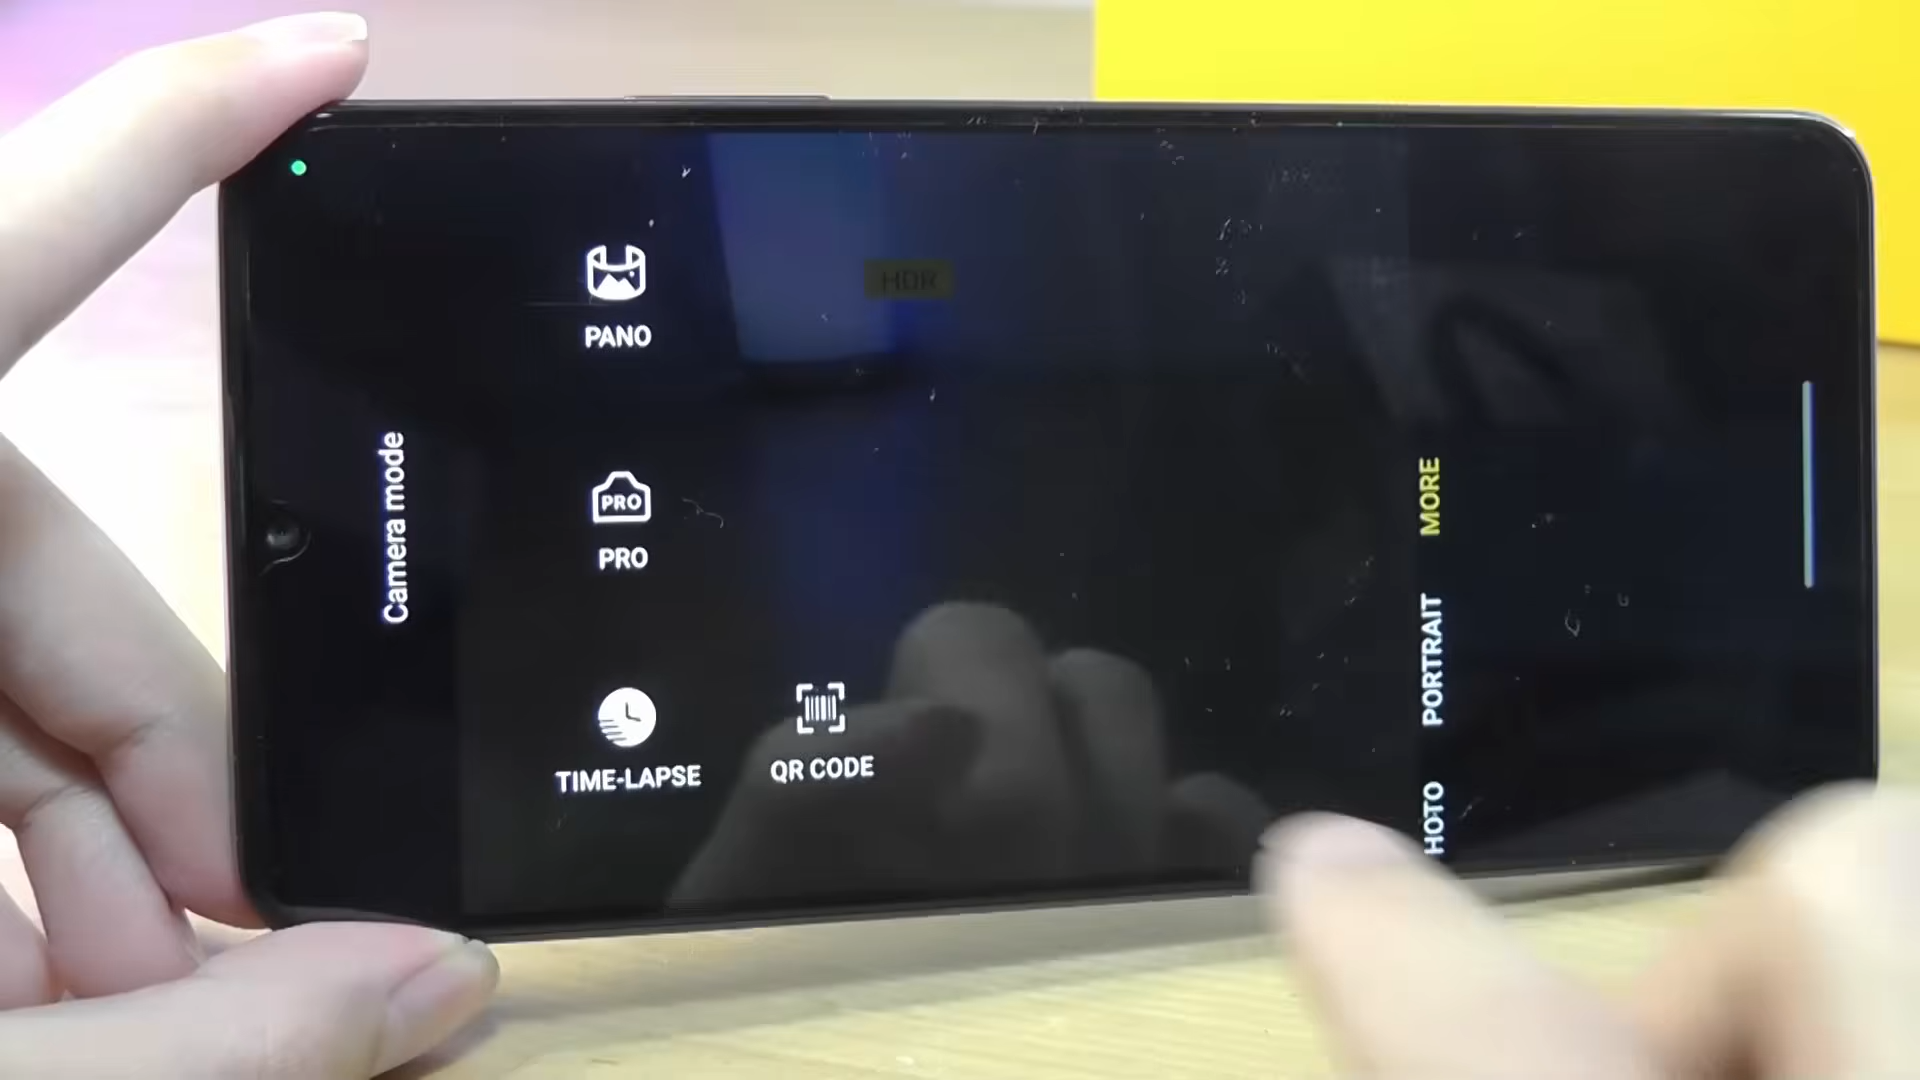 Camera mode
PANO
HDR
PRO
PRO
TIME-LAPSE
QR CODE
MORE
PORTRAIT
HOTO